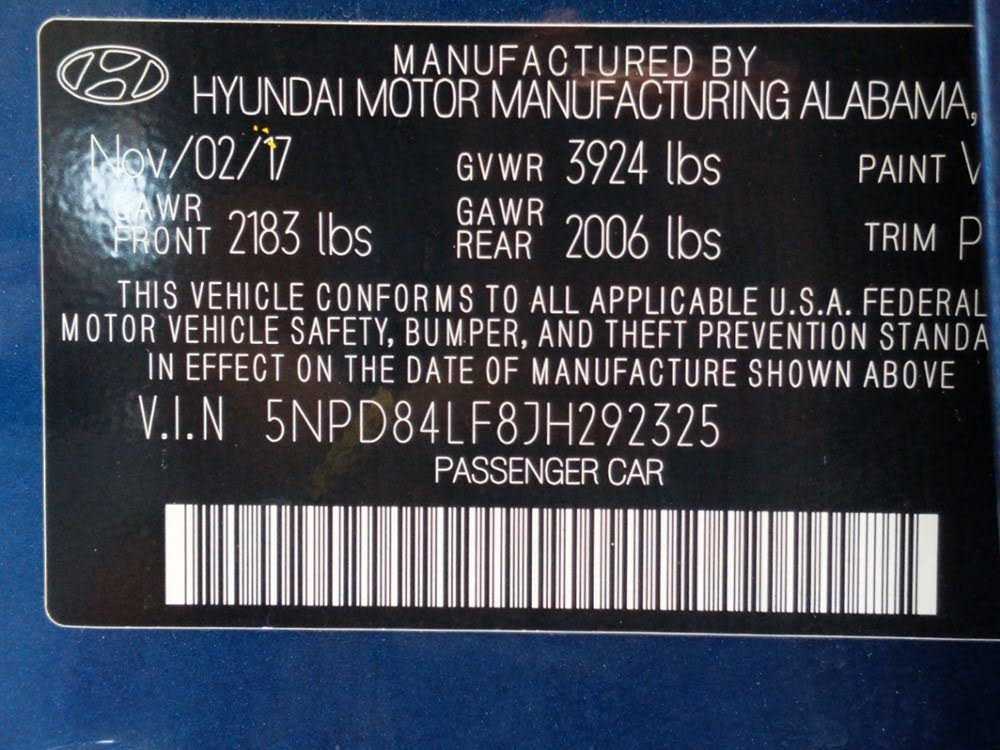 MANUFACTURED BY
HYUNDAI MOTOR MANUFACTURING ALABAMA,
Nov/02/17 GVWR 3924 lbs PAINT V
GAWR FRONT 2183 lbs GAWR REAR 2006 lbs TRIM P
THIS VEHICLE CONFORMS TO ALL APPLICABLE U.S.A. FEDERAL
MOTOR VEHICLE SAFETY, BUMPER, AND THEFT PREVENTION STANDA
IN EFFECT ON THE DATE OF MANUFACTURE SHOWN ABOVE
V.I.N 5NPD84LF8JH292325
PASSENGER CAR